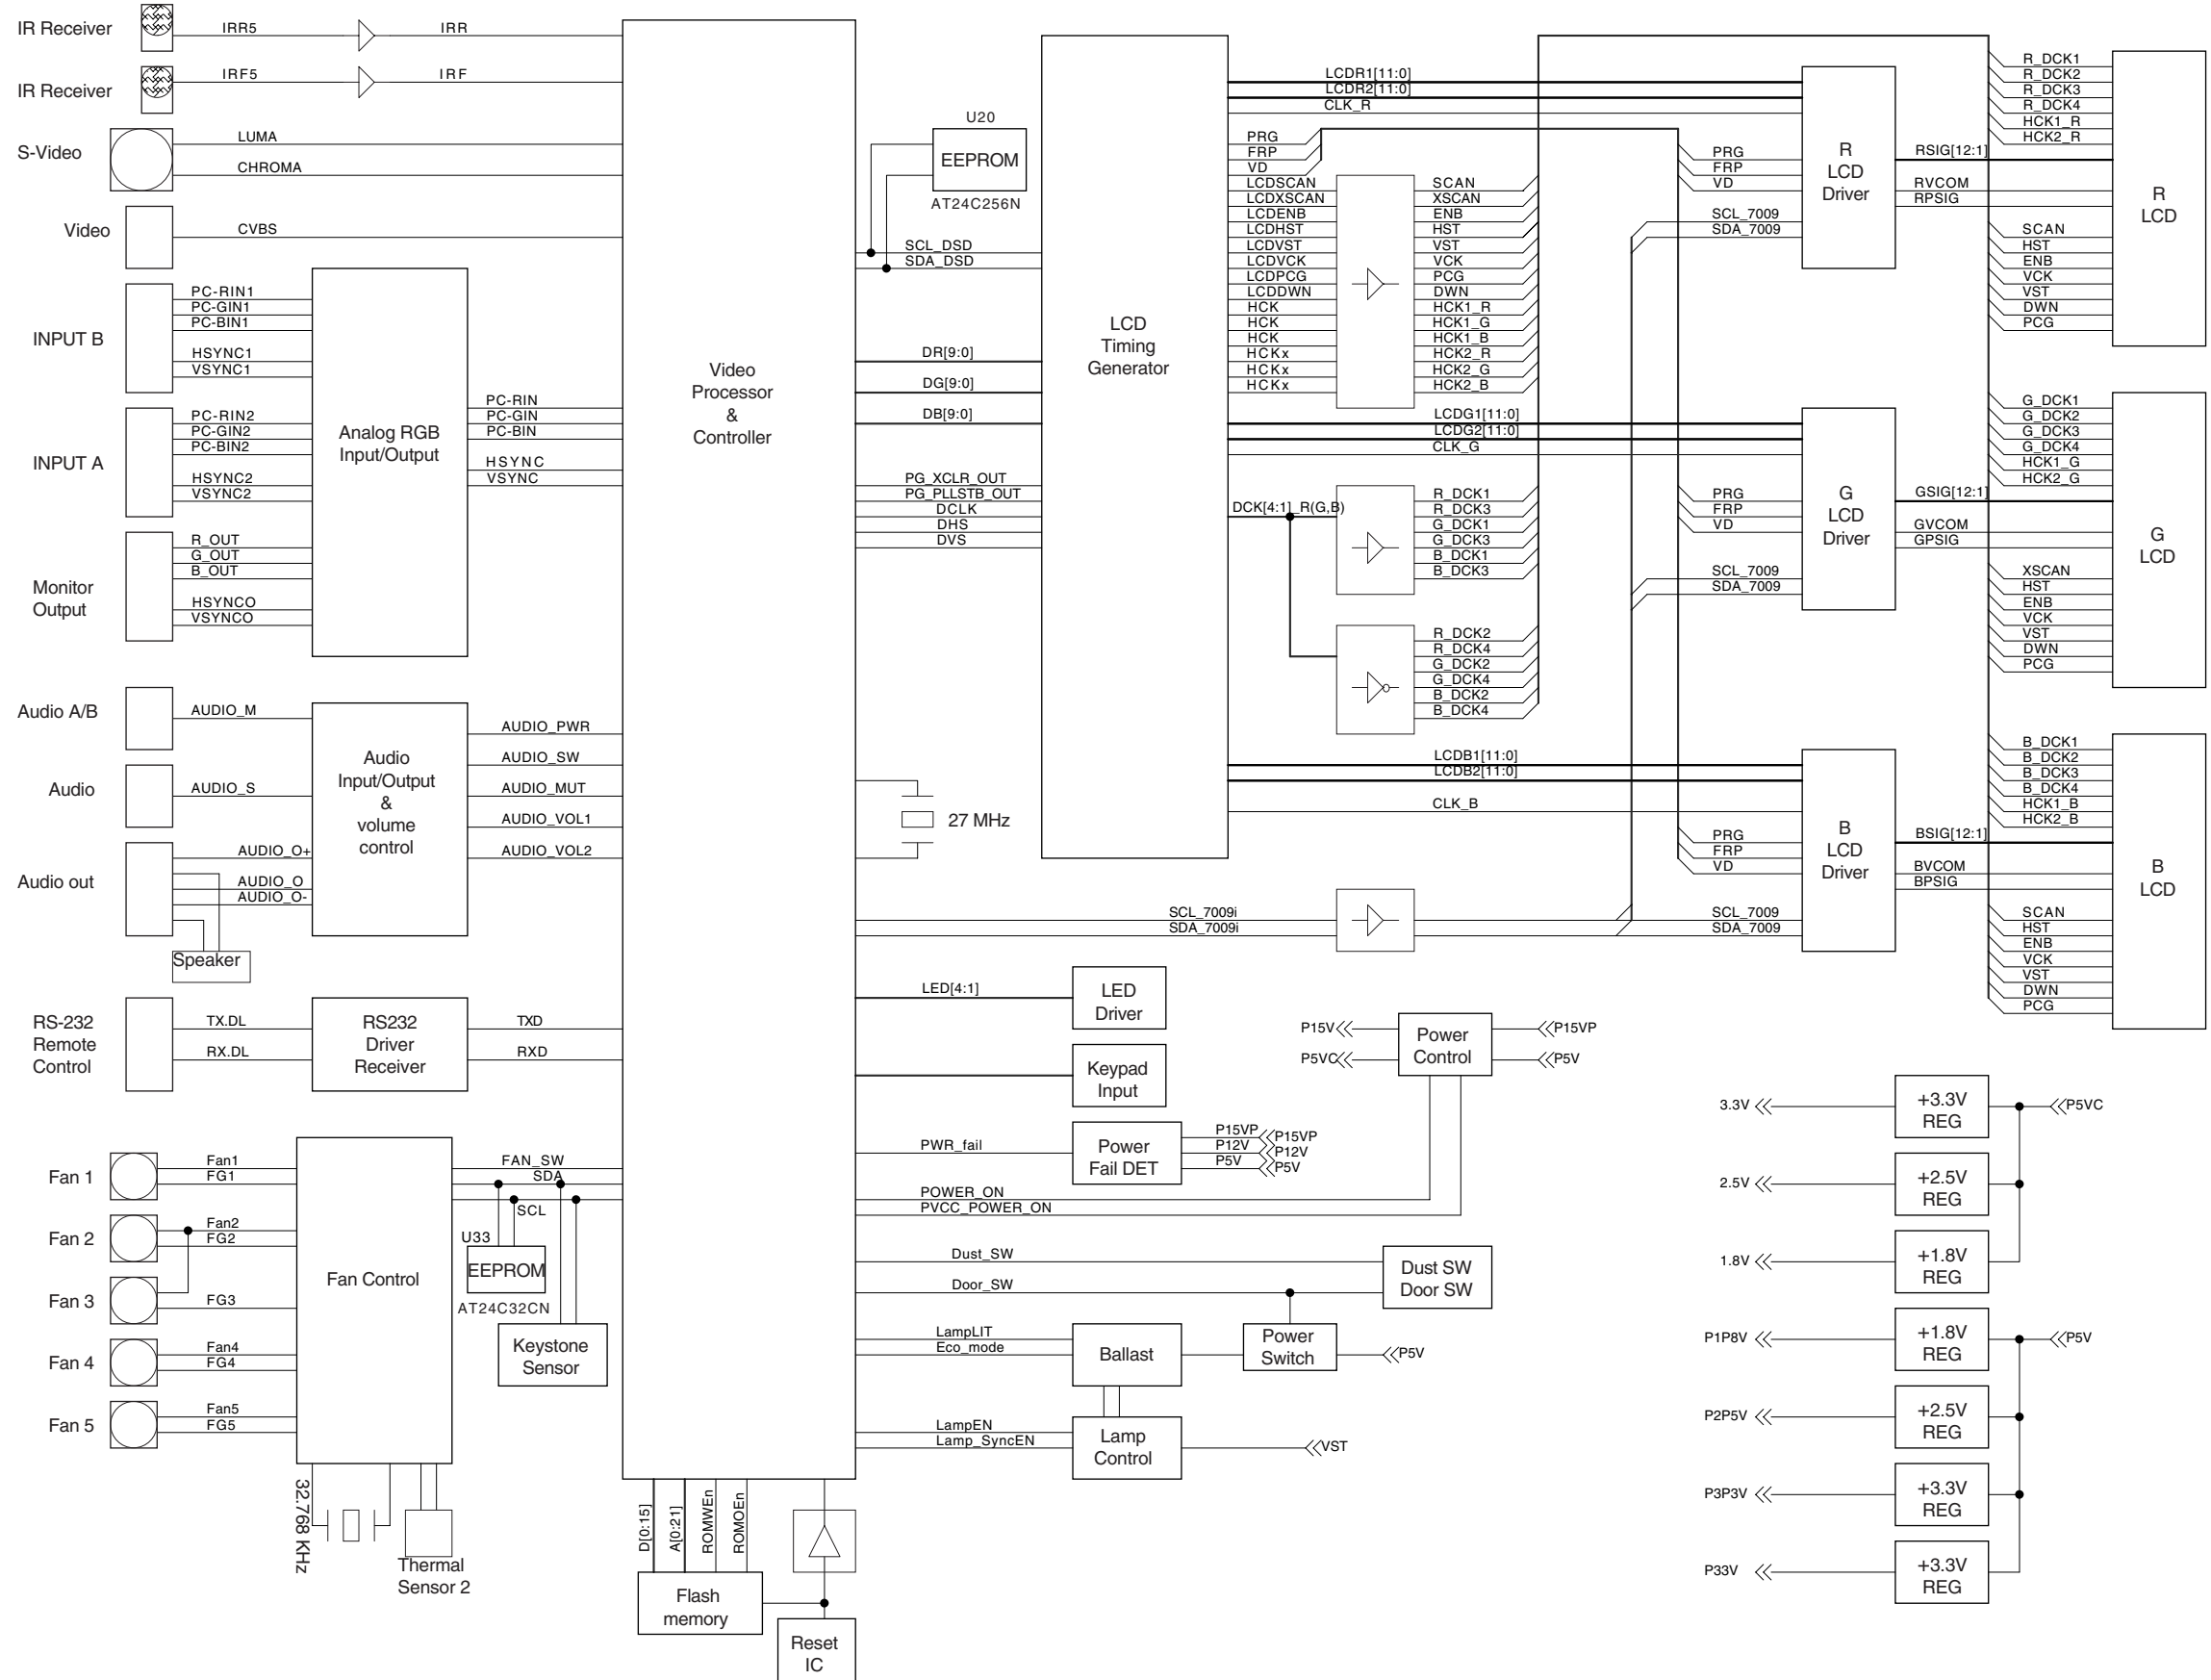 IR Receiver
IRR5
IRR
IR Receiver
IRF5
IRF
S-Video
LUMA
CHROMA
Video
CVBS
INPUT B
PC-RIN1
PC-GIN1
PC-BIN1
HSYNC1
VSYNC1
INPUT A
PC-RIN2
PC-GIN2
PC-BIN2
HSYNC2
VSYNC2
Monitor
Output
R_OUT
G_OUT
B_OUT
HSYNCO
VSYNCO
Analog RGB
Input/Output
PC-RIN
PC-GIN
PC-BIN
HSYNC
VSYNC
Audio A/B
AUDIO_M
Audio
AUDIO_S
Audio out
AUDIO_O+
AUDIO_O
AUDIO_O-
Speaker
Audio
Input/Output
&
volume
control
AUDIO_PWR
AUDIO_SW
AUDIO_MUT
AUDIO_VOL1
AUDIO_VOL2
RS-232
Remote
Control
TX.DL
RX.DL
RS232
Driver
Receiver
TXD
RXD
Fan 1
Fan1
FG1
Fan 2
Fan2
FG2
Fan 3
FG3
Fan 4
Fan4
FG4
Fan 5
Fan5
FG5
Fan Control
FAN_SW
SDA
SCL
U33
EEPROM
AT24C32CN
Keystone
Sensor
32.768 KHz
Thermal
Sensor 2
Video
Processor
&
Controller
D[0:15]
A[0:21]
ROMWEn
ROMOEn
Flash
memory
Reset
IC
U20
EEPROM
AT24C256N
SCL_DSD
SDA_DSD
DR[9:0]
DG[9:0]
DB[9:0]
PG_XCLR_OUT
PG_PLLSTB_OUT
DCLK
DHS
DVS
27 MHz
LCD
Timing
Generator
LCDR1[11:0]
LCDR2[11:0]
CLK_R
PRG
FRP
VD
LCDSCAN
LCDXSCAN
LCDENB
LCDHST
LCDVST
LCDVCK
LCDPCG
LCDDWN
HCK
HCK
HCK
HCKx
HCKx
HCKx
SCAN
XSCAN
ENB
HST
VST
VCK
PCG
DWN
HCK1_R
HCK1_G
HCK1_B
HCK2_R
HCK2_G
HCK2_B
LCDG1[11:0]
LCDG2[11:0]
CLK_G
DCK[4:1]_R(G,B)
R_DCK1
R_DCK3
G_DCK1
G_DCK3
B_DCK1
B_DCK3
R_DCK2
R_DCK4
G_DCK2
G_DCK4
B_DCK2
B_DCK4
LCDB1[11:0]
LCDB2[11:0]
CLK_B
SCL_7009i
SDA_7009i
PRG
FRP
VD
SCL_7009
SDA_7009
R
LCD
Driver
RSIG[12:1]
RVCOM
RPSIG
R_DCK1
R_DCK2
R_DCK3
R_DCK4
HCK1_R
HCK2_R
SCAN
HST
ENB
VCK
VST
DWN
PCG
R
LCD
PRG
FRP
VD
SCL_7009
SDA_7009
G
LCD
Driver
GSIG[12:1]
GVCOM
GPSIG
G_DCK1
G_DCK2
G_DCK3
G_DCK4
HCK1_G
HCK2_G
XSCAN
HST
ENB
VCK
VST
DWN
PCG
G
LCD
PRG
FRP
VD
SCL_7009
SDA_7009
B
LCD
Driver
BSIG[12:1]
BVCOM
BPSIG
B_DCK1
B_DCK2
B_DCK3
B_DCK4
HCK1_B
HCK2_B
SCAN
HST
ENB
VCK
VST
DWN
PCG
B
LCD
LED[4:1]
LED
Driver
Keypad
Input
PWR_fail
Power
Fail DET
P15VP
P12V
P5V
P15VP
P12V
P5V
P15V
P5VC
Power
Control
P15VP
P5V
POWER_ON
PVCC_POWER_ON
Dust_SW
Door_SW
Dust SW
Door SW
LampLIT
Eco_mode
Ballast
Power
Switch
P5V
LampEN
Lamp_SyncEN
Lamp
Control
VST
3.3V
+3.3V
REG
P5VC
2.5V
+2.5V
REG
1.8V
+1.8V
REG
P1P8V
+1.8V
REG
P5V
P2P5V
+2.5V
REG
P3P3V
+3.3V
REG
P33V
+3.3V
REG